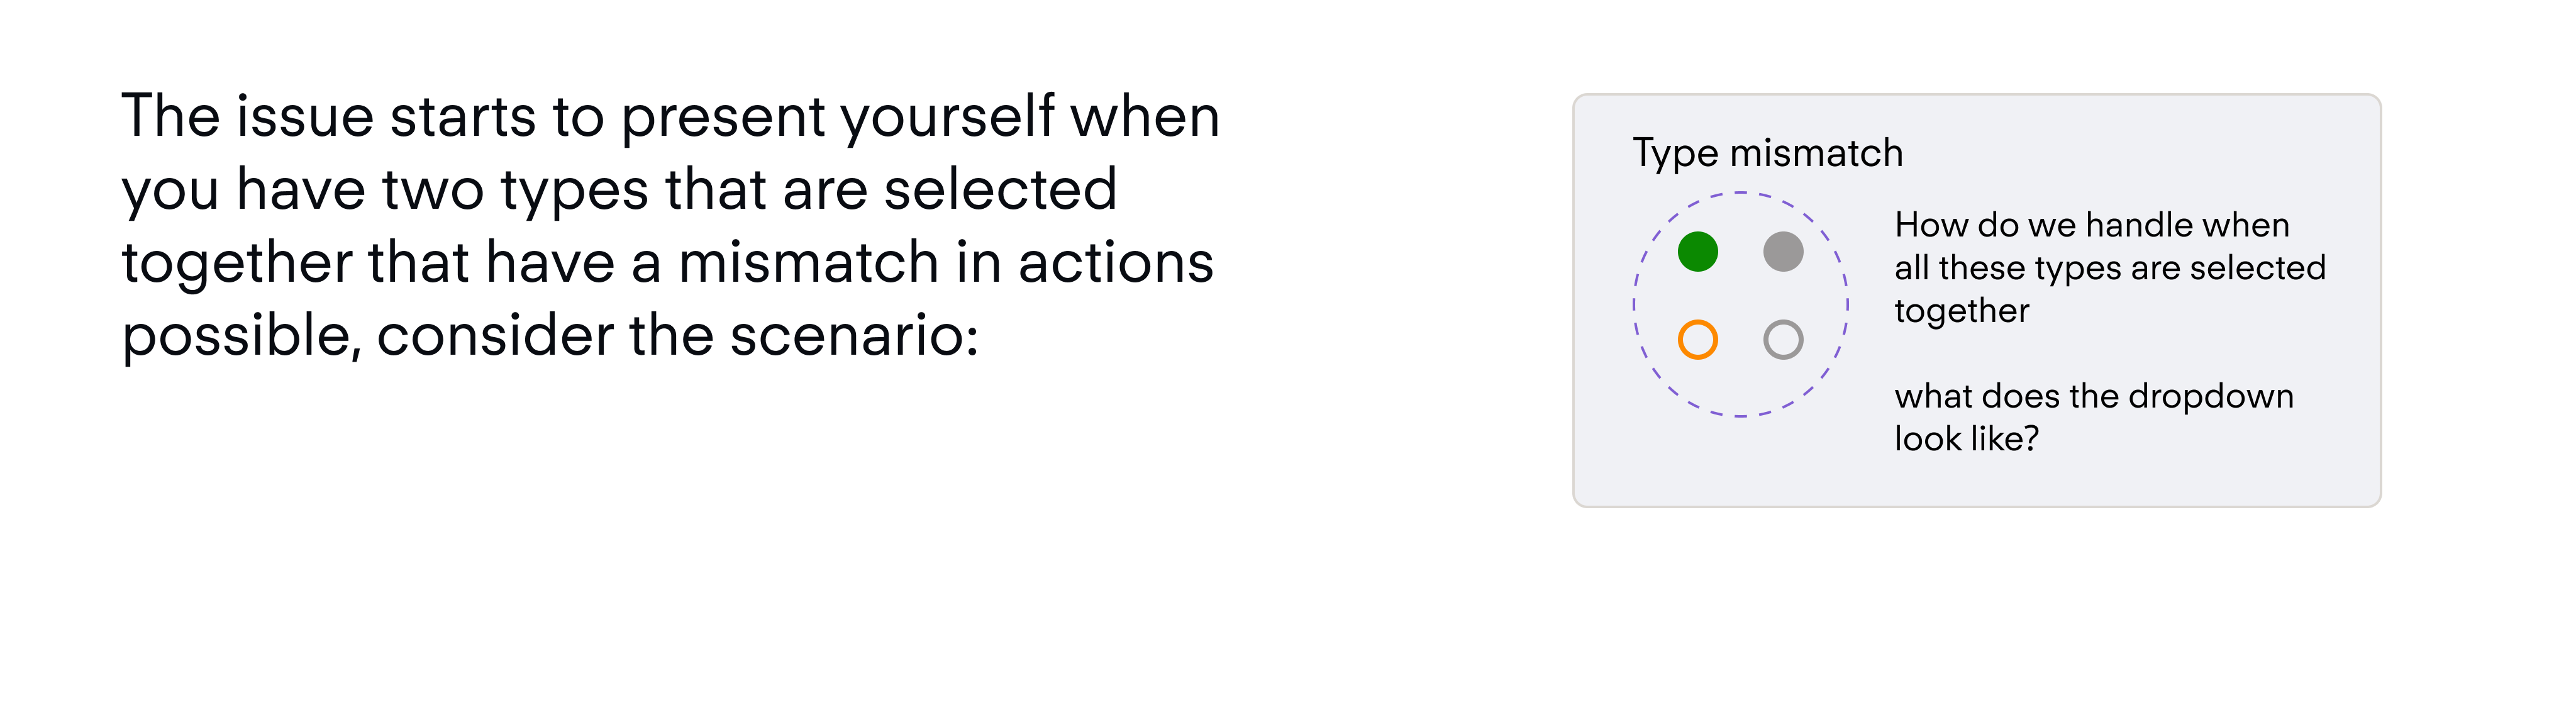 The issue starts to present yourself when
you have two types that are selected
together that have a mismatch in actions
possible, consider the scenario:
Type mismatch
How do we handle when
all these types are selected
together
what does the dropdown
look like?